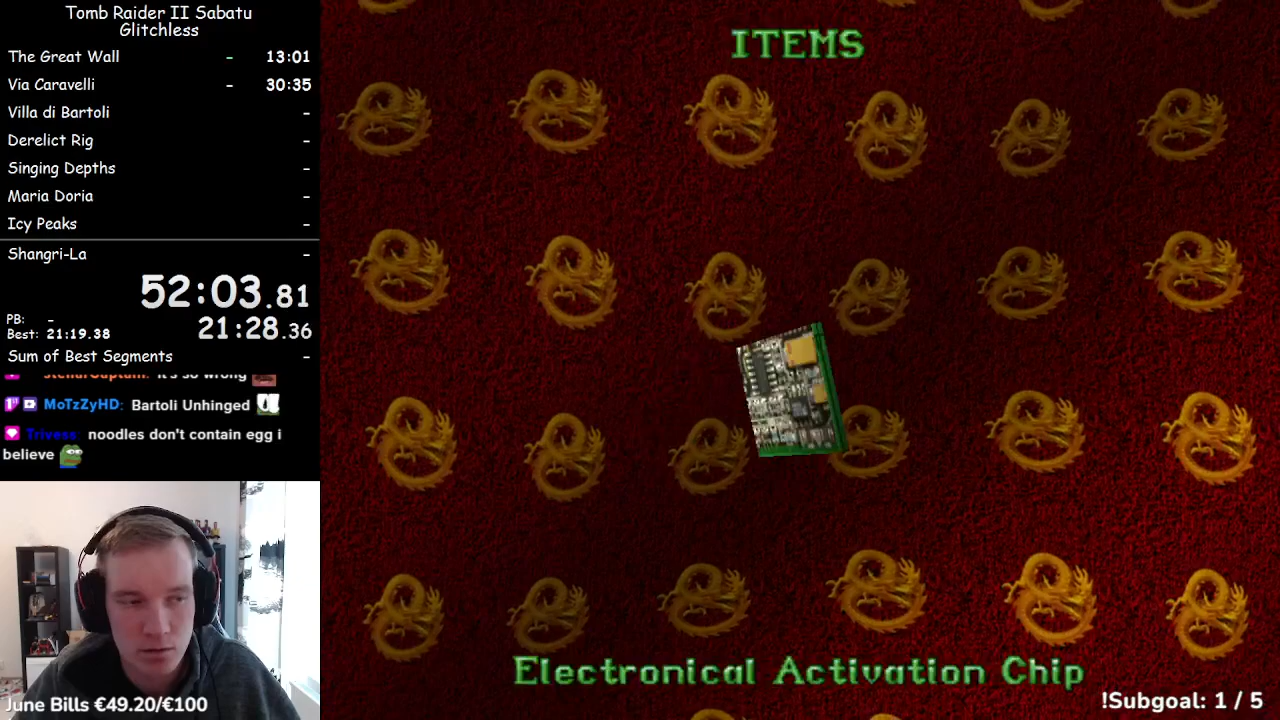 Tomb Raider II Sabatu
Glitchless
The Great Wall - 13:01
Via Caravelli - 30:35
Villa di Bartoli -
Derelict Rig -
Singing Depths -
Maria Doria -
Icy Peaks -
Shangri-La -
52:03.81
PB: -
Best: 21:19.38 21:28.36
Sum of Best Segments -
StellarCaptain: it's so wrong
MoTzZyHD: Bartoli Unhinged
Trivess: noodles don't contain egg i
believe
June Bills €49.20/€100
ITEMS
Electronical Activation Chip
!Subgoal: 1 / 5